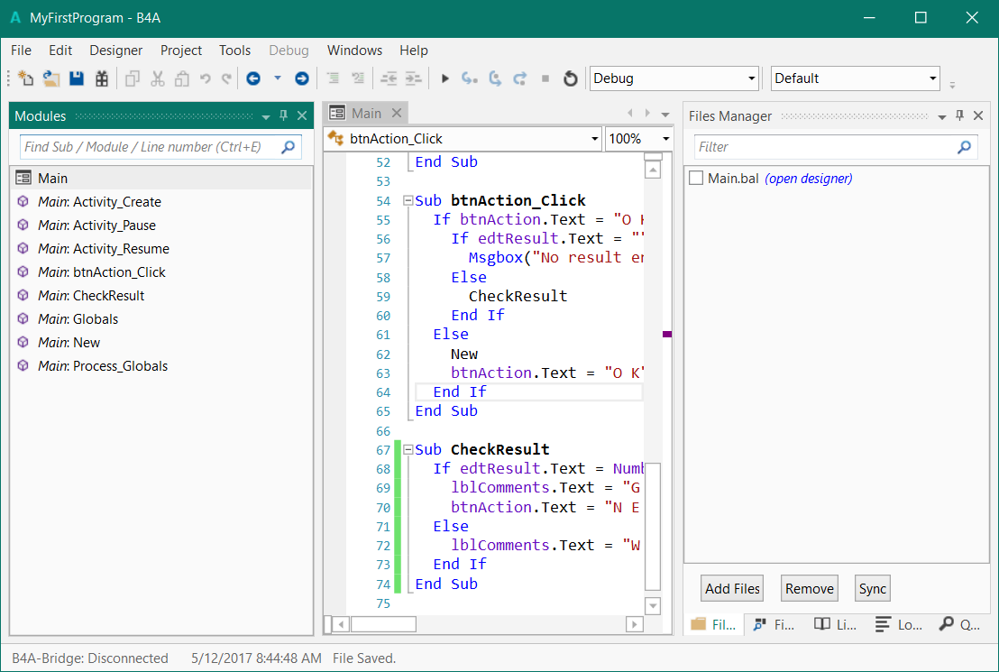 A MyFirstProgram - B4A
File Edit Designer Project Tools Debug Windows Help
Debug Default
Modules
Find Sub / Module / Line number (Ctrl+E)
Main
Main: Activity_Create
Main: Activity_Pause
Main: Activity_Resume
Main: btnAction_Click
Main: CheckResult
Main: Globals
Main: New
Main: Process_Globals
Main
btnAction_Click 100%
52 End Sub
53
54 Sub btnAction_Click
55 If btnAction.Text = "O
56 If edtResult.Text = ""
57 Msgbox("No result
58 Else
59 CheckResult
60 End If
61 Else
62 New
63 btnAction.Text = "O K"
64 End If
65 End Sub
66
67 Sub CheckResult
68 If edtResult.Text = Numb
69 lblComments.Text = "G
70 btnAction.Text = "N E
71 Else
72 lblComments.Text = "W
73 End If
74 End Sub
75
Files Manager
Filter
Main.bal (open designer)
Add Files Remove Sync
Fil... Fi... Li... Lo... Q...
B4A-Bridge: Disconnected 5/12/2017 8:44:48 AM File Saved.